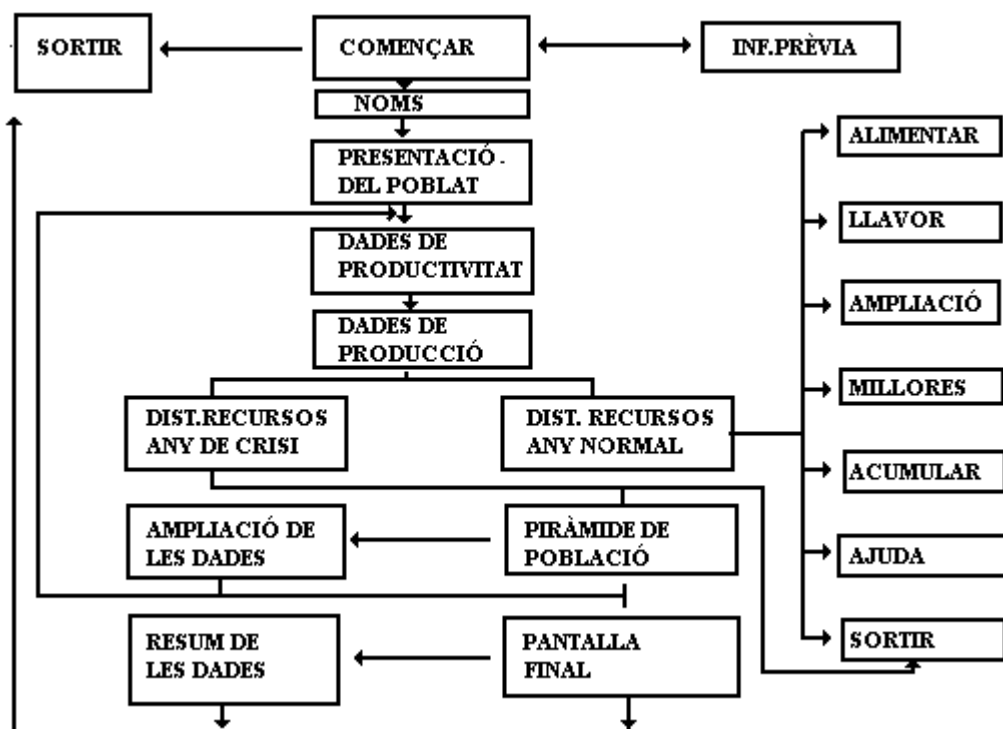 SORTIR
COMENÇAR
INF.PRÈVIA
NOMS
ALIMENTAR
PRESENTACIÓ -
DEL POBLAT
LLAVOR
DADES DE
PRODUCTIVITAT
AMPLIACIÓ
DADES DE
PRODUCCIÓ
MILLORES
DIST.RECURSOS
ANY DE CRISI
DIST. RECURSOS
ANY NORMAL
ACUMULAR
AMPLIACIÓ DE
LES DADES
PIRÀMIDE DE
POBLACIÓ
AJUDA
RESUM DE
LES DADES
PANTALLA
FINAL
SORTIR